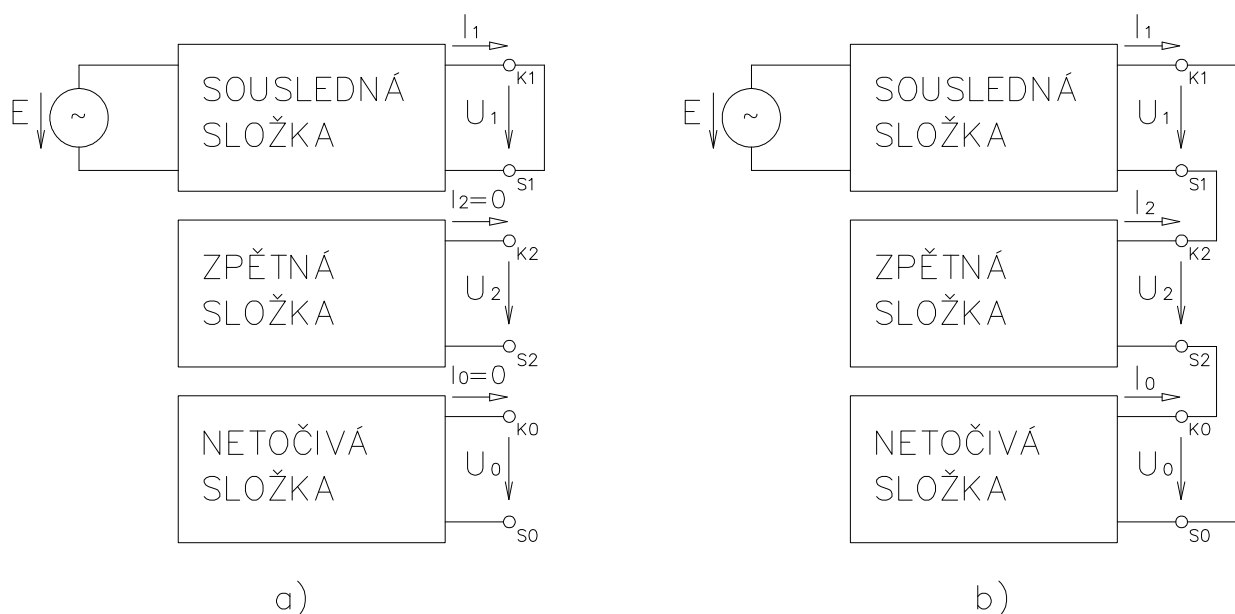 I1
K1
SOUSLEDNÁ
SLOŽKA
E
~
U1
S1
I2=0
K2
ZPĚTNÁ
SLOŽKA
U2
S2
I0=0
K0
NETOČIVÁ
SLOŽKA
U0
S0
a)
I1
K1
SOUSLEDNÁ
SLOŽKA
E
~
U1
S1
I2
K2
ZPĚTNÁ
SLOŽKA
U2
S2
I0
K0
NETOČIVÁ
SLOŽKA
U0
S0
b)